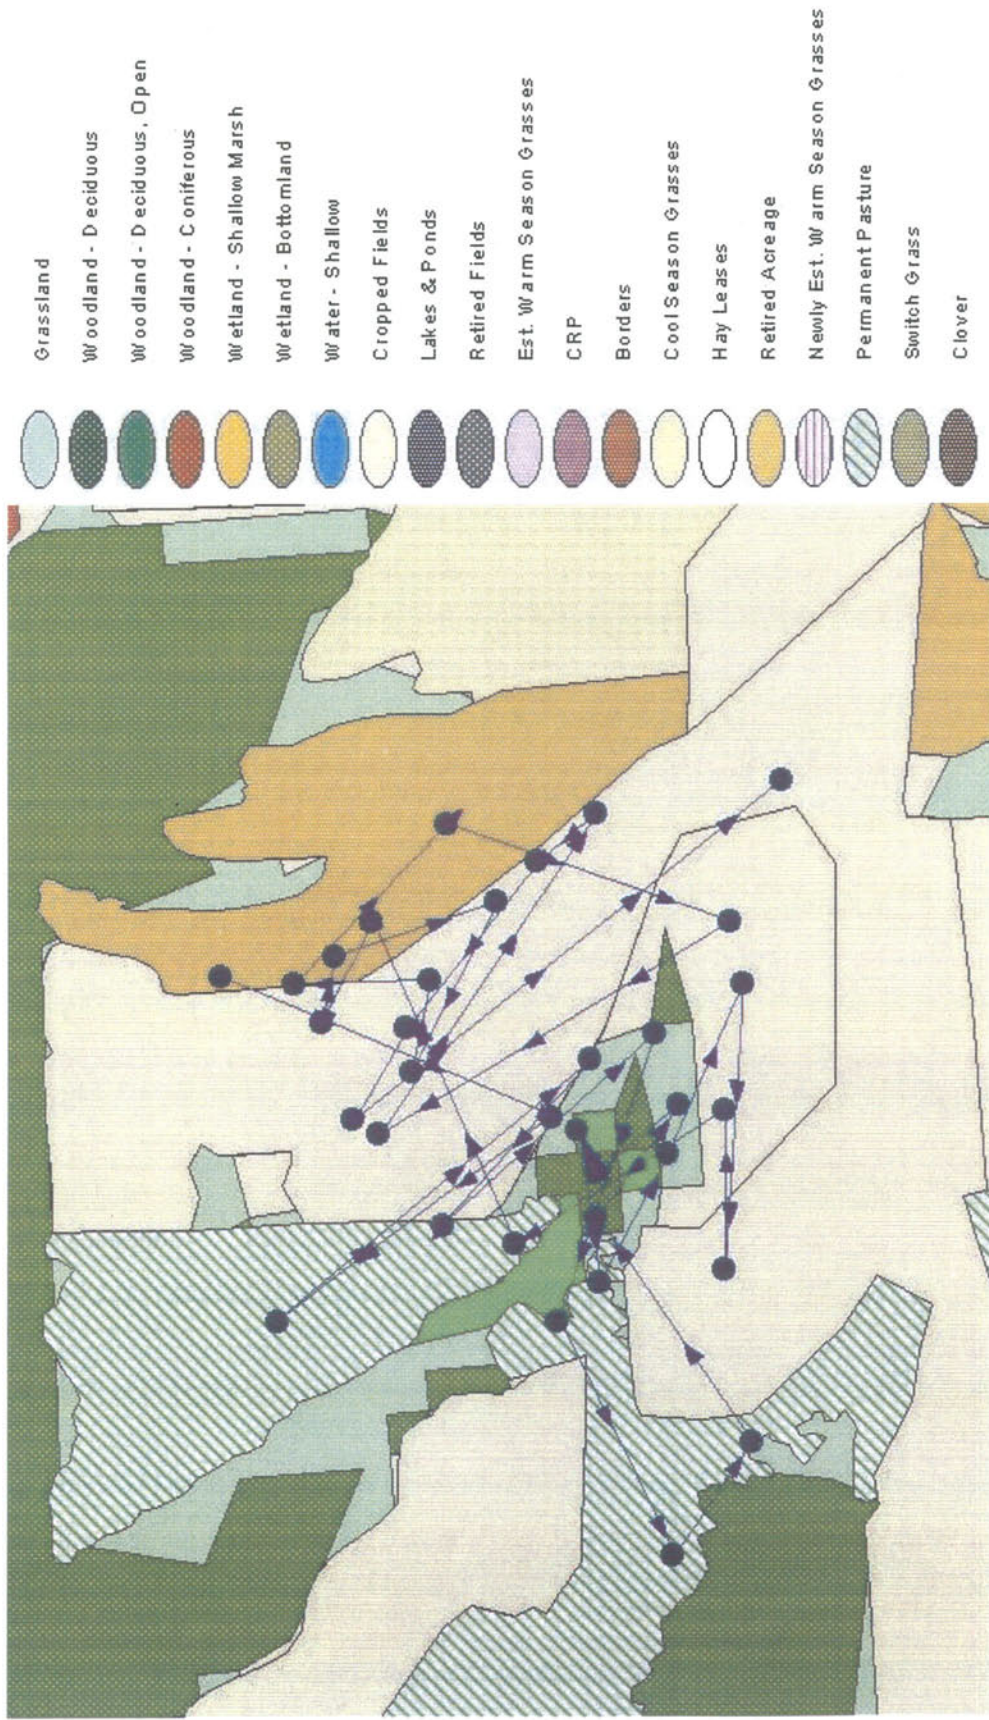 Grassland
Woodland - Deciduous
Woodland - Deciduous, Open
Woodland - Coniferous
Wetland - Shallow Marsh
Wetland - Bottomland
Water - Shallow
Cropped Fields
Lakes & Ponds
Retired Fields
Est. Warm Season Grasses
CRP
Borders
Cool Season Grasses
Hay Leases
Retired Acreage
Newly Est. Warm Season Grasses
Permanent Pasture
Switch Grass
Clover